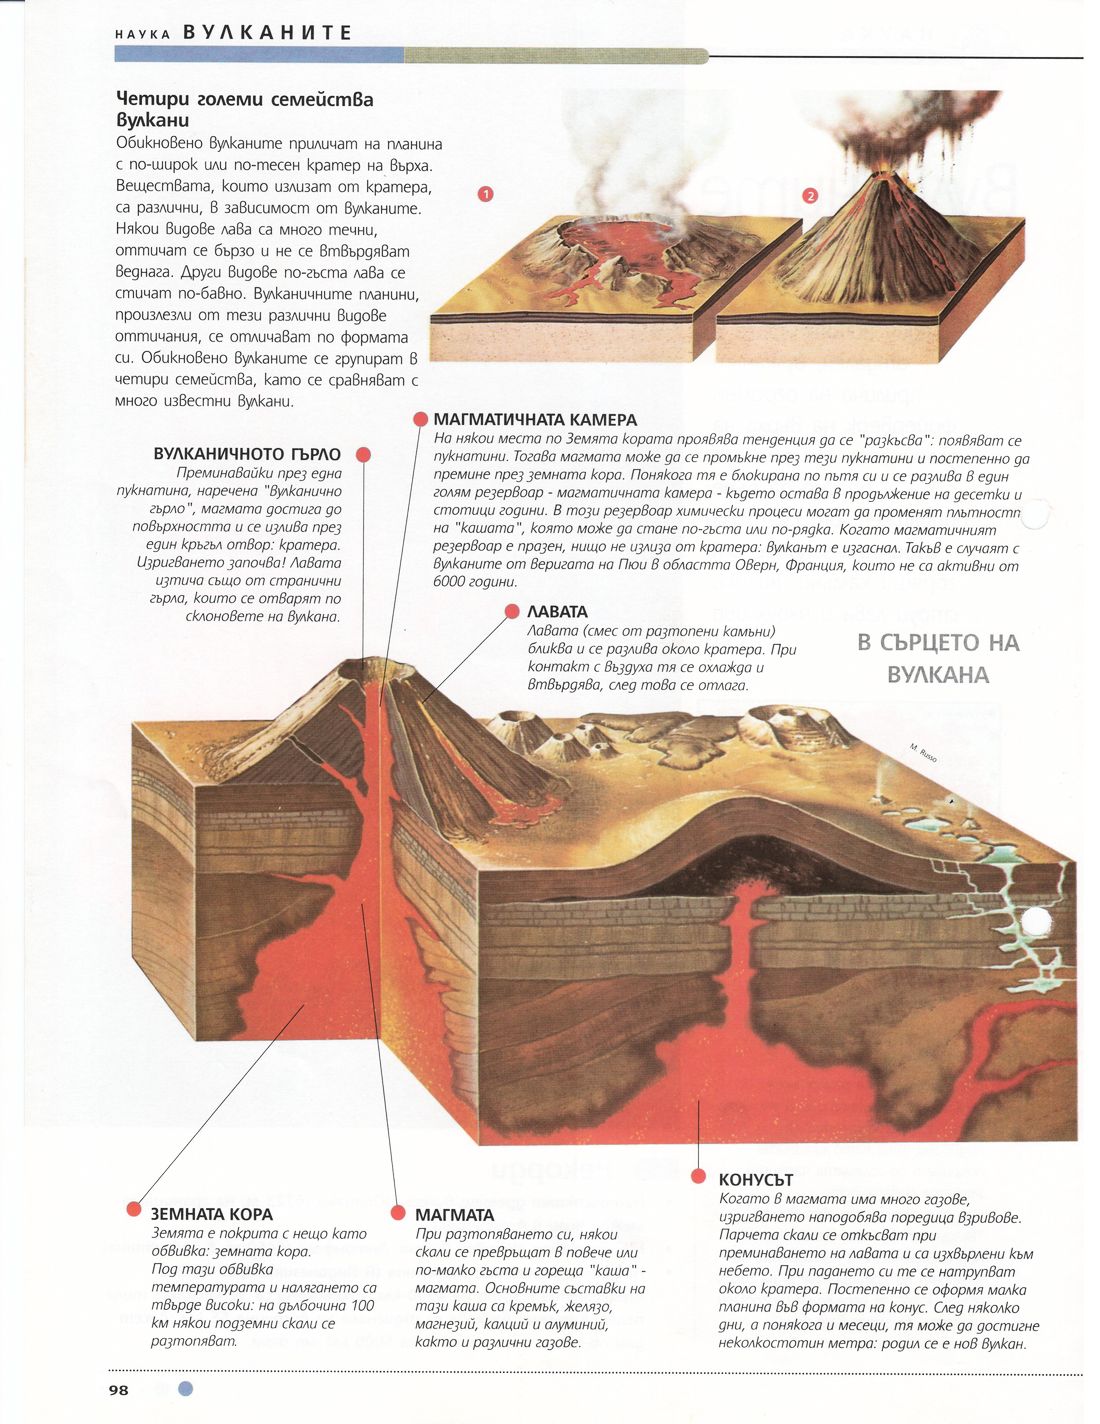 НАУКА ВУЛКАНИТЕ
Четири големи семейства
вулкани
Обикновено вулканите приличат на планина
с по-широк или по-тесен кратер на върха.
Веществата, които излизат от кратера,
са различни, в зависимост от вулканите.
Някои видове лава са много течни,
оттичат се бързо и не се втвърдяват
веднага. Други видове по-гъста лава се
стичат по-бавно. Вулканичните планини,
произлезли от тези различни видове
оттичания, се отличават по формата
си. Обикновено вулканите се групират в
четири семейства, като се сравняват с
много известни вулкани.
1
2
МАГМАТИЧНАТА КАМЕРА
На някои места по Земята кората проявява тенденция да се "разкъсва": появяват се
пукнатини. Тогава магмата може да се промъкне през тези пукнатини и постепенно да
премине през земната кора. Понякога тя е блокирана по пътя си и се разлива в един
голям резервоар - магматичната камера - където остава в продължение на десетки и
стотици години. В този резервоар химически процеси могат да променят плътностт
на "кашата", която може да стане по-гъста или по-рядка. Когато магматичният
резервоар е празен, нищо не излиза от кратера: вулканът е изгаснал. Такъв е случаят с
вулканите от веригата на Пюи в областта Оверн, Франция, които не са активни от
6000 години.
ВУЛКАНИЧНОТО ГЪРЛО
Преминавайки през една
пукнатина, наречена "вулканично
гърло", магмата достига до
повърхността и се излива през
един кръгъл отвор: кратера.
Изригването започва! Лавата
изтича също от странични
гърла, които се отварят по
склоновете на вулкана.
ЛАВАТА
Лавата (смес от разтопени камъни)
бликва и се разлива около кратера. При
контакт с въздуха тя се охлажда и
втвърдява, след това се отлага.
В СЪРЦЕТО НА
ВУЛКАНА
M. Russo
ЗЕМНАТА КОРА
Земята е покрита с нещо като
обвивка: земната кора.
Под тази обвивка
температурата и налягането са
твърде високи: на дълбочина 100
км някои подземни скали се
разтопяват.
МАГМАТА
При разтопяването си, някои
скали се превръщат в повече или
по-малко гъста и гореща "каша" -
магмата. Основните съставки на
тази каша са кремък, желязо,
магнезий, калций и алуминий,
както и различни газове.
КОНУСЪТ
Когато в магмата има много газове,
изригването наподобява поредица взривове.
Парчета скали се откъсват при
преминаването на лавата и са изхвърлени към
небето. При падането си те се натрупват
около кратера. Постепенно се оформя малка
планина във формата на конус. След няколко
дни, а понякога и месеци, тя може да достигне
неколкостотин метра: родил се е нов вулкан.
98